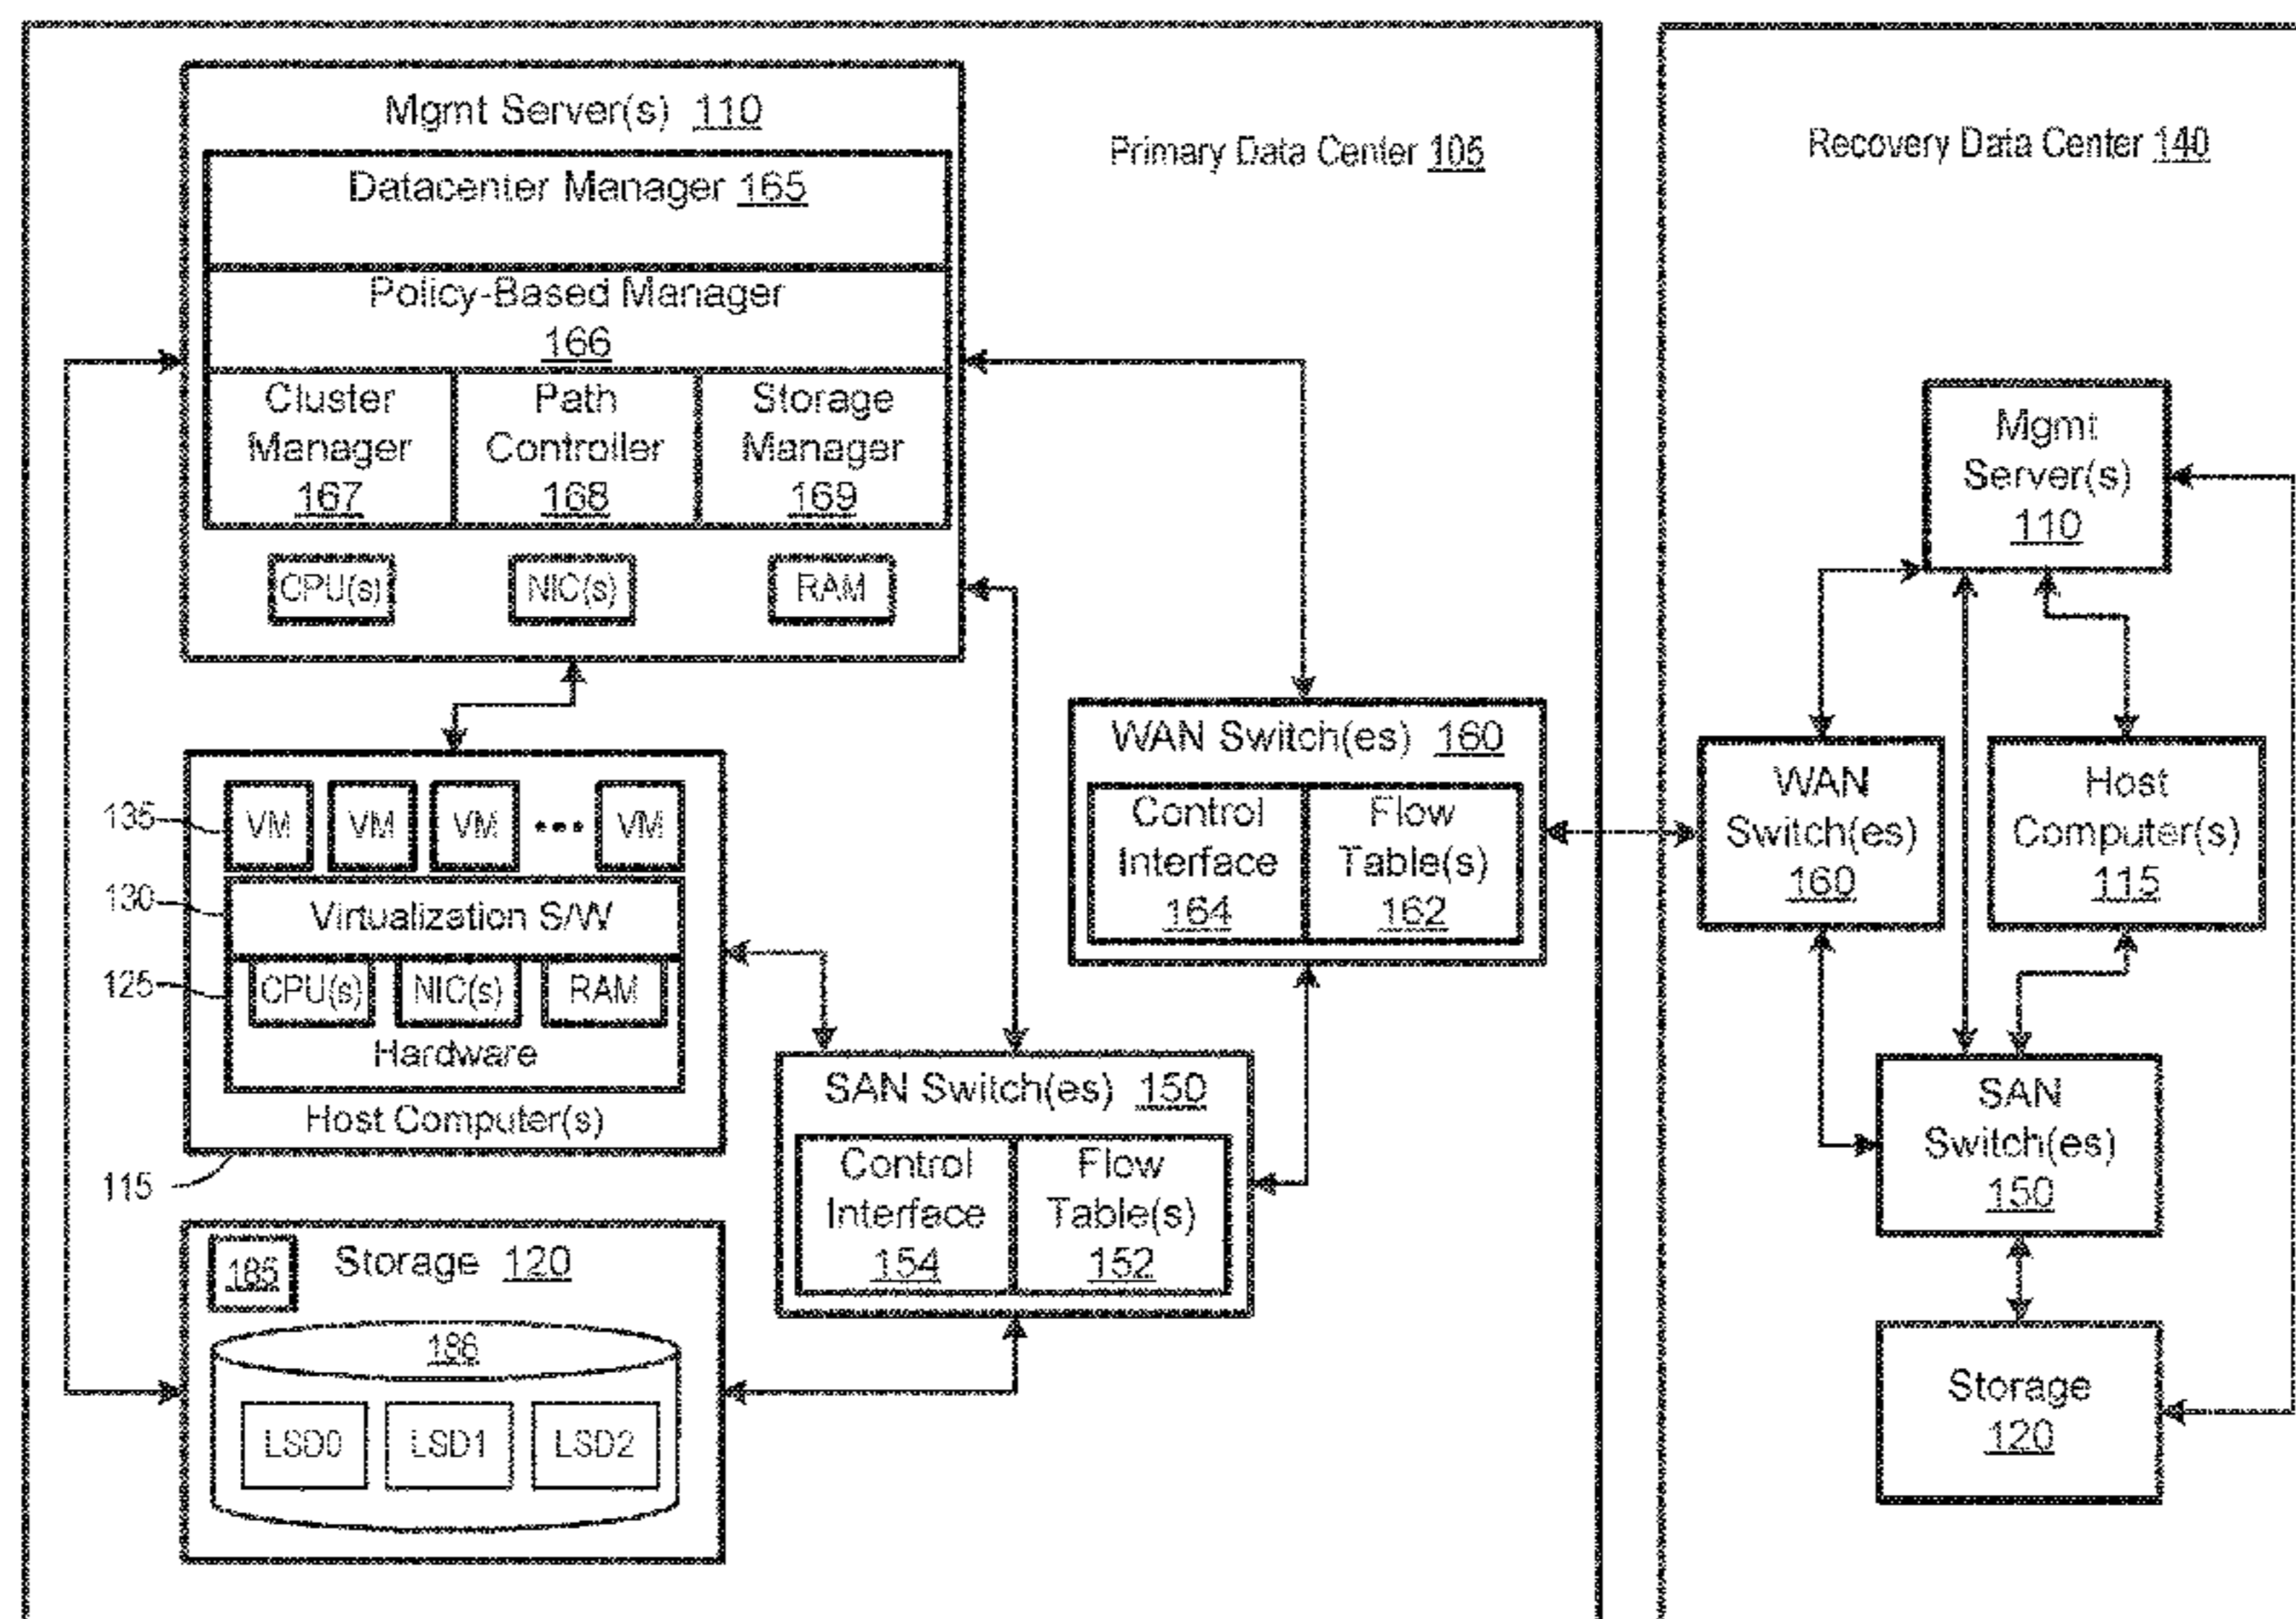 Mgmt Server(s) 110
Datacenter Manager 165
Policy-Based Manager
166
Cluster
Manager
167
Path
Controller
168
Storage
Manager
169
CPU(s)
NIC(s)
RAM
Primary Data Center 105
135
VM
VM
VM
•••
VM
130
Virtualization S/W
125
CPU(s)
NIC(s)
RAM
Hardware
Host Computer(s)
115
185
Storage 120
186
LSD0
LSD1
LSD2
WAN Switch(es) 160
Control
Interface
164
Flow
Table(s)
162
SAN Switch(es) 150
Control
Interface
154
Flow
Table(s)
152
Recovery Data Center 140
Mgmt
Server(s)
110
WAN
Switch(es)
160
Host
Computer(s)
115
SAN
Switch(es)
150
Storage
120